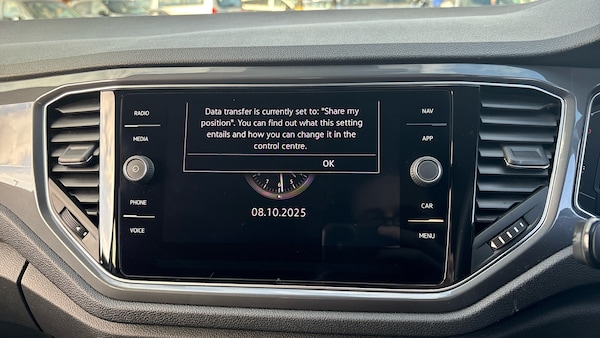 RADIO
MEDIA
PHONE
VOICE
Data transfer is currently set to: "Share my
position". You can find out what this setting
entails and how you can change it in the
control centre.
OK
08.10.2025
NAV
APP
CAR
MENU